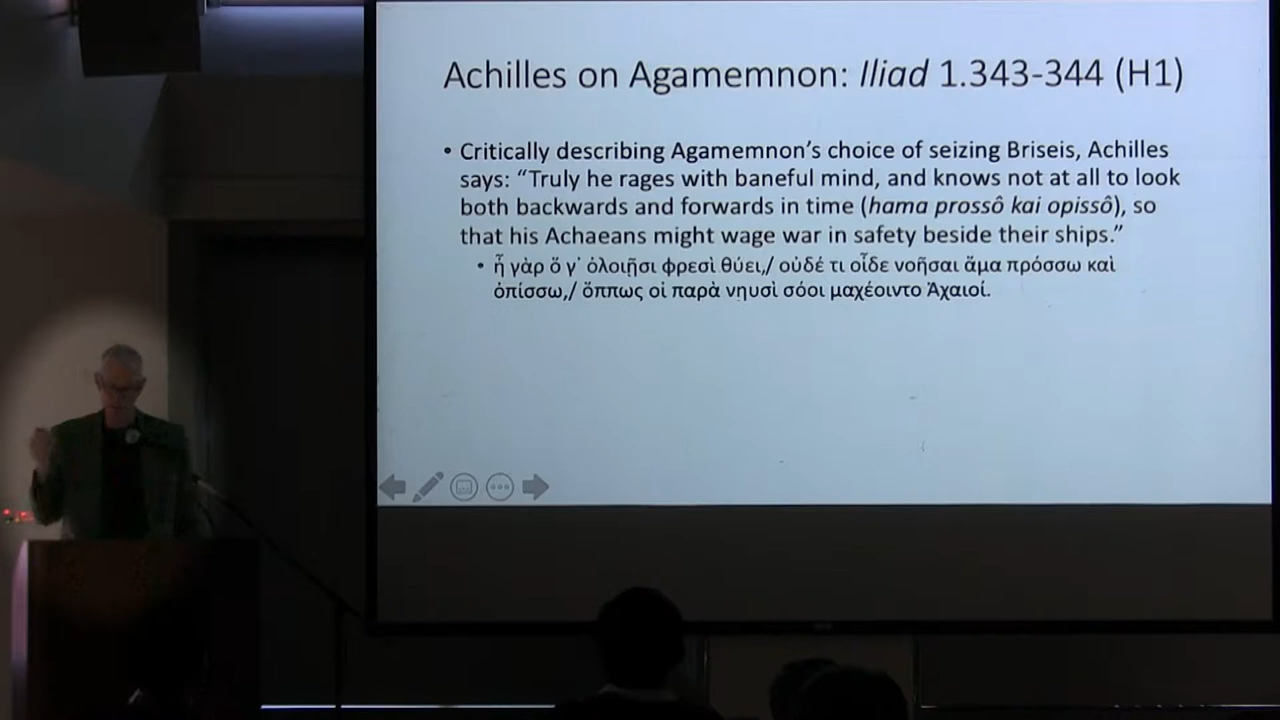 Achilles on Agamemnon: Iliad 1.343-344 (H1)
• Critically describing Agamemnon’s choice of seizing Briseis, Achilles
says: “Truly he rages with baneful mind, and knows not at all to look
both backwards and forwards in time (hama prossô kai opissô), so
that his Achaeans might wage war in safety beside their ships.”
• ἦ γὰρ ὅ γ᾽ ὀλοιῇσι φρεσὶ θύει,/ οὐδέ τι οἶδε νοῆσαι ἅμα πρόσσω καὶ
ὀπίσσω,/ ὅππως οἱ παρὰ νηυσὶ σόοι μαχέοιντο Ἀχαιοί.